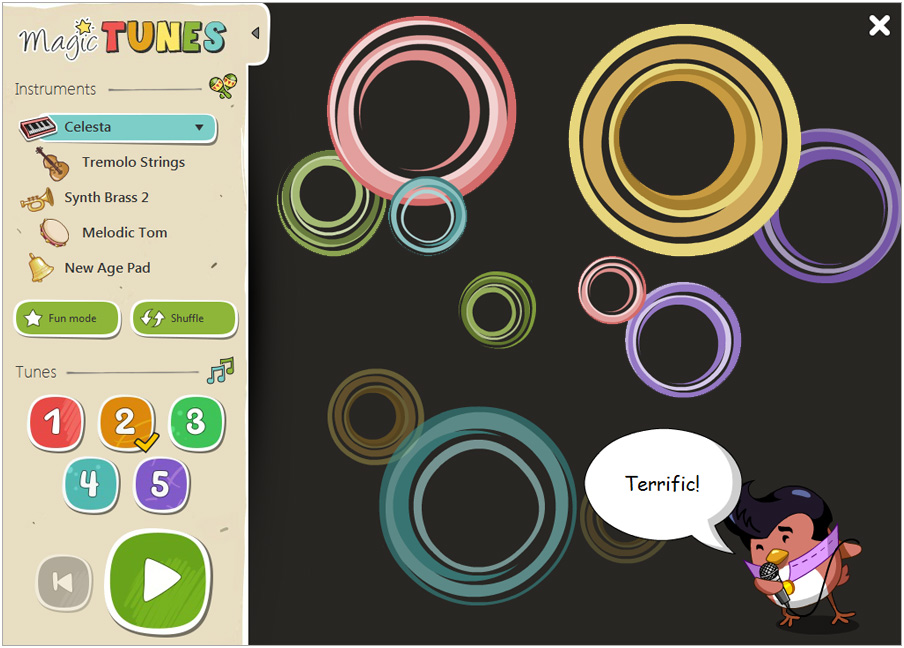 Magic TUNES
Instruments
Celesta
Tremolo Strings
Synth Brass 2
Melodic Tom
New Age Pad
Fun mode
Shuffle
Tunes
1
2
3
4
5
Terrific!